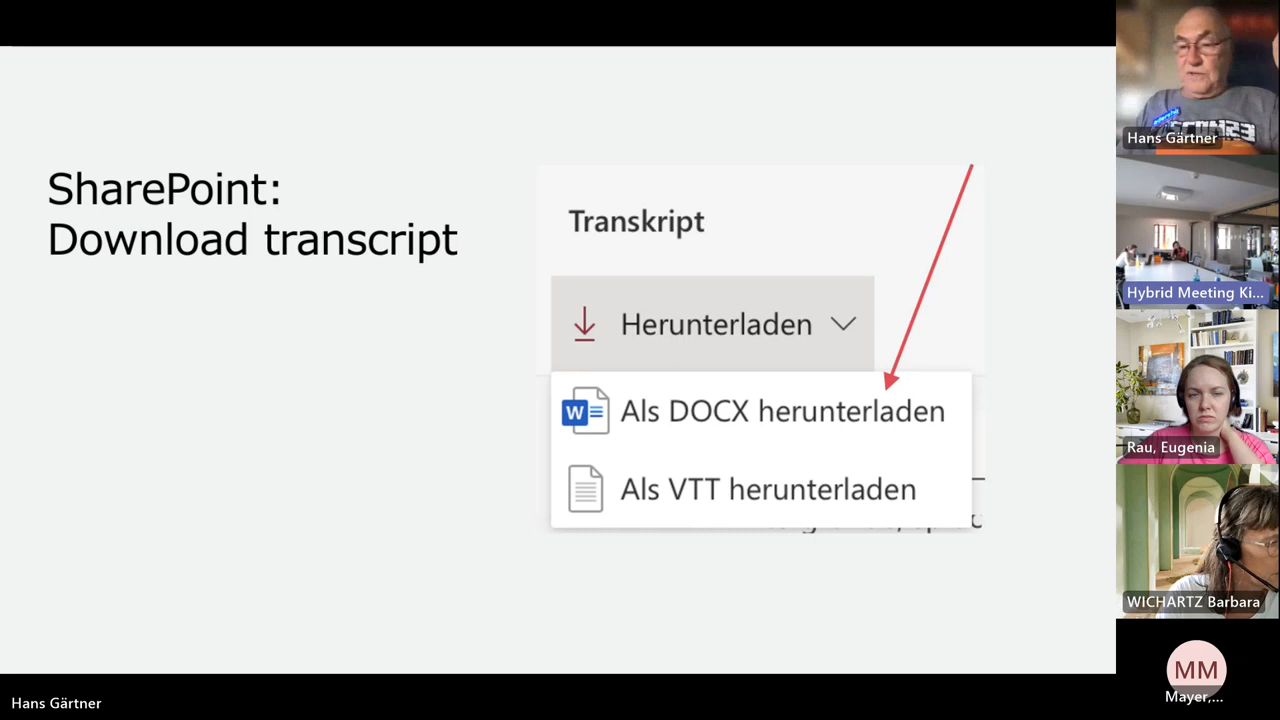 SharePoint:
Download transcript
Transkript
Herunterladen
Als DOCX herunterladen
Als VTT herunterladen
Hans Gärtner
Hybrid Meeting Ki...
Rau, Eugenia
WICHARTZ Barbara
MM
Mayer,...
Hans Gärtner